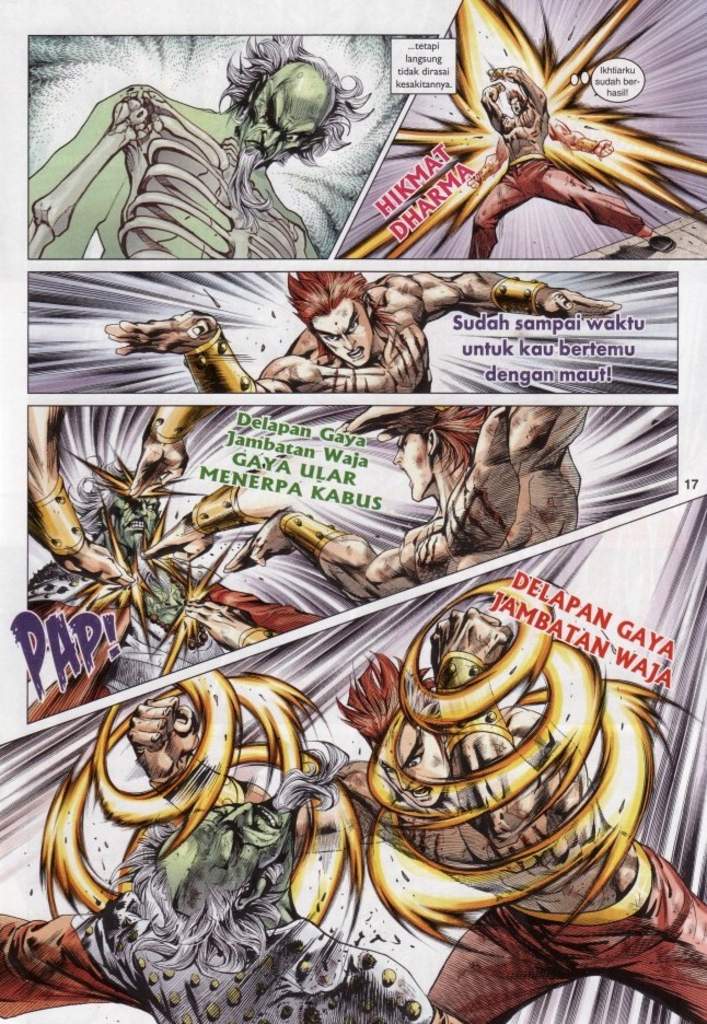 ...tetapi
langsung
tidak dirasai
kesakitannya.
Ikhtiarku
sudah ber-
hasil!
HIKMAT
DHARMA
Sudah sampai waktu
untuk kau bertemu
dengan maut!
Delapan Gaya
Jambatan Waja
GAYA ULAR
MENERPA KABUS
17
PAP!
DELAPAN GAYA
JAMBATAN WAJA